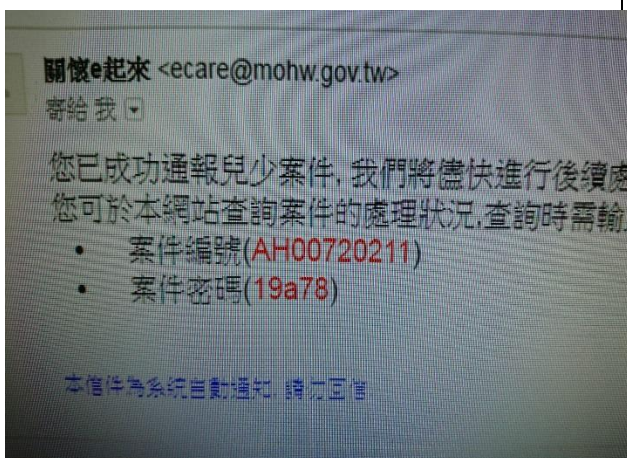 關懷e起來 <ecare@mohw.gov.tw>
寄給 我
您已成功通報兒少案件, 我們將儘快進行後續處
您可於本網站查詢案件的處理狀況,查詢時需輸
• 案件編號(AH00720211)
• 案件密碼(19a78)
本信件為系統自動通知, 請勿回信